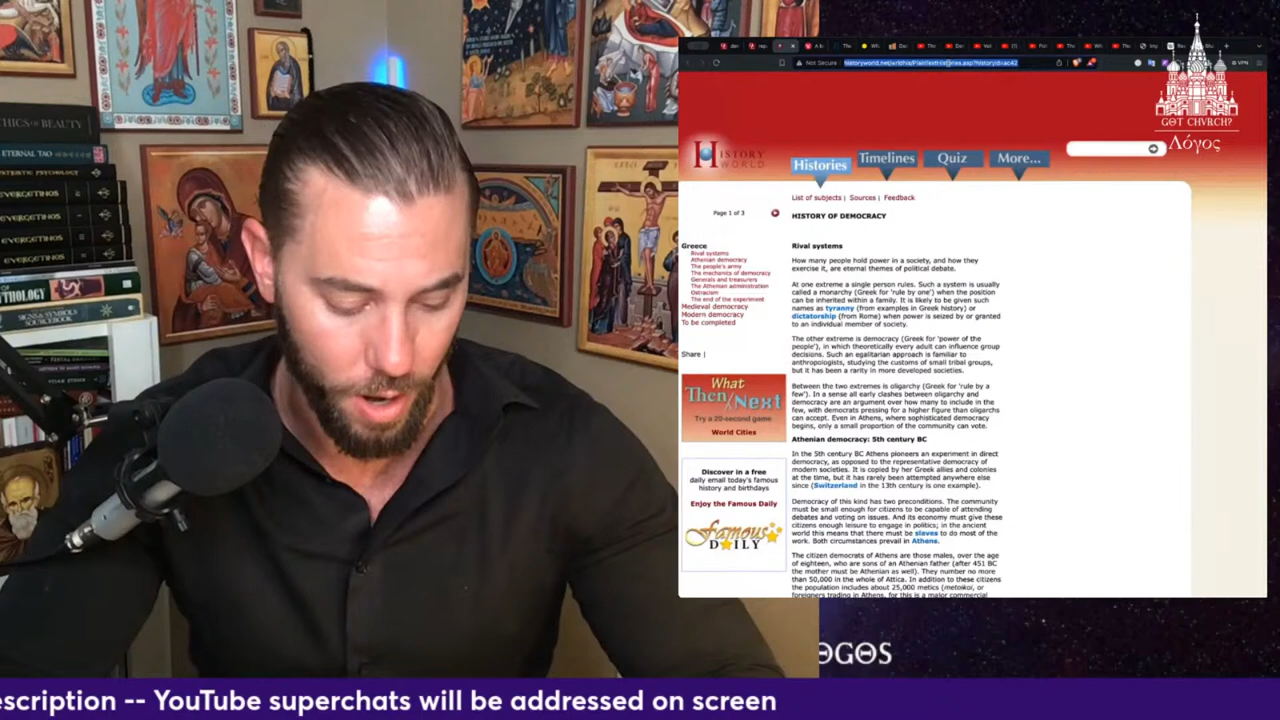 THICS OF BEAUTY
ETERNAL TAO
EVERGETINOS
EVERGETINOS
EVERGETINOS
EVERGETINOS
SIGNS & SYMBOLS
SOURCEBOOK
Not Secure
GOT CHVRCH?
Λόγος
HISTORY
WORLD
Histories
Timelines
Quiz
More...
List of subjects | Sources | Feedback
Page 1 of 3
HISTORY OF DEMOCRACY
Greece
Rival systems
Athenian democracy
The people's army
The mechanics of democracy
Generals and treasurers
The Athenian administration
Ostracism
The end of the experiment
Medieval democracy
Modern democracy
To be completed
Share |
What
Then Next
Try a 20-second game
World Cities
Discover in a free
daily email today's famous
history and birthdays
Enjoy the Famous Daily
Famous
DAILY
Rival systems
How many people hold power in a society, and how they
exercise it, are eternal themes of political debate.
At one extreme a single person rules. Such a system is usually
called a monarchy (Greek for 'rule by one') when the position
can be inherited within a family. It is likely to be given such
names as tyranny (from examples in Greek history) or
dictatorship (from Rome) when power is seized by or granted
to an individual member of society.
The other extreme is democracy (Greek for 'power of the
people'), in which theoretically every adult can influence group
decisions. Such an egalitarian approach is familiar to
anthropologists, studying the customs of small tribal groups,
but it has been a rarity in more developed societies.
Between the two extremes is oligarchy (Greek for 'rule by a
few'). In a sense all early clashes between oligarchy and
democracy are an argument over how many to include in the
few, with democrats pressing for a higher figure than oligarchs
can accept. Even in Athens, where sophisticated democracy
begins, only a small proportion of the community can vote.
Athenian democracy: 5th century BC
In the 5th century BC Athens pioneers an experiment in direct
democracy, as opposed to the representative democracy of
modern societies. It is copied by her Greek allies and colonies
at the time, but it has rarely been attempted anywhere else
since (Switzerland in the 13th century is one example).
Democracy of this kind has two preconditions. The community
must be small enough for citizens to be capable of attending
debates and voting on issues. And its economy must give these
citizens enough leisure to engage in politics; in the ancient
world this means that there must be slaves to do most of the
work. Both circumstances prevail in Athens.
The citizen democrats of Athens are those males, over the age
of eighteen, who are sons of an Athenian father (after 451 BC
the mother must be Athenian as well). They number no more
than 50,000 in the whole of Attica. In addition to these citizens
the population includes about 25,000 metics (metoikoi, or
foreigners trading in Athens, for this is a major commercial
OGOS
escription -- YouTube superchats will be addressed on screen